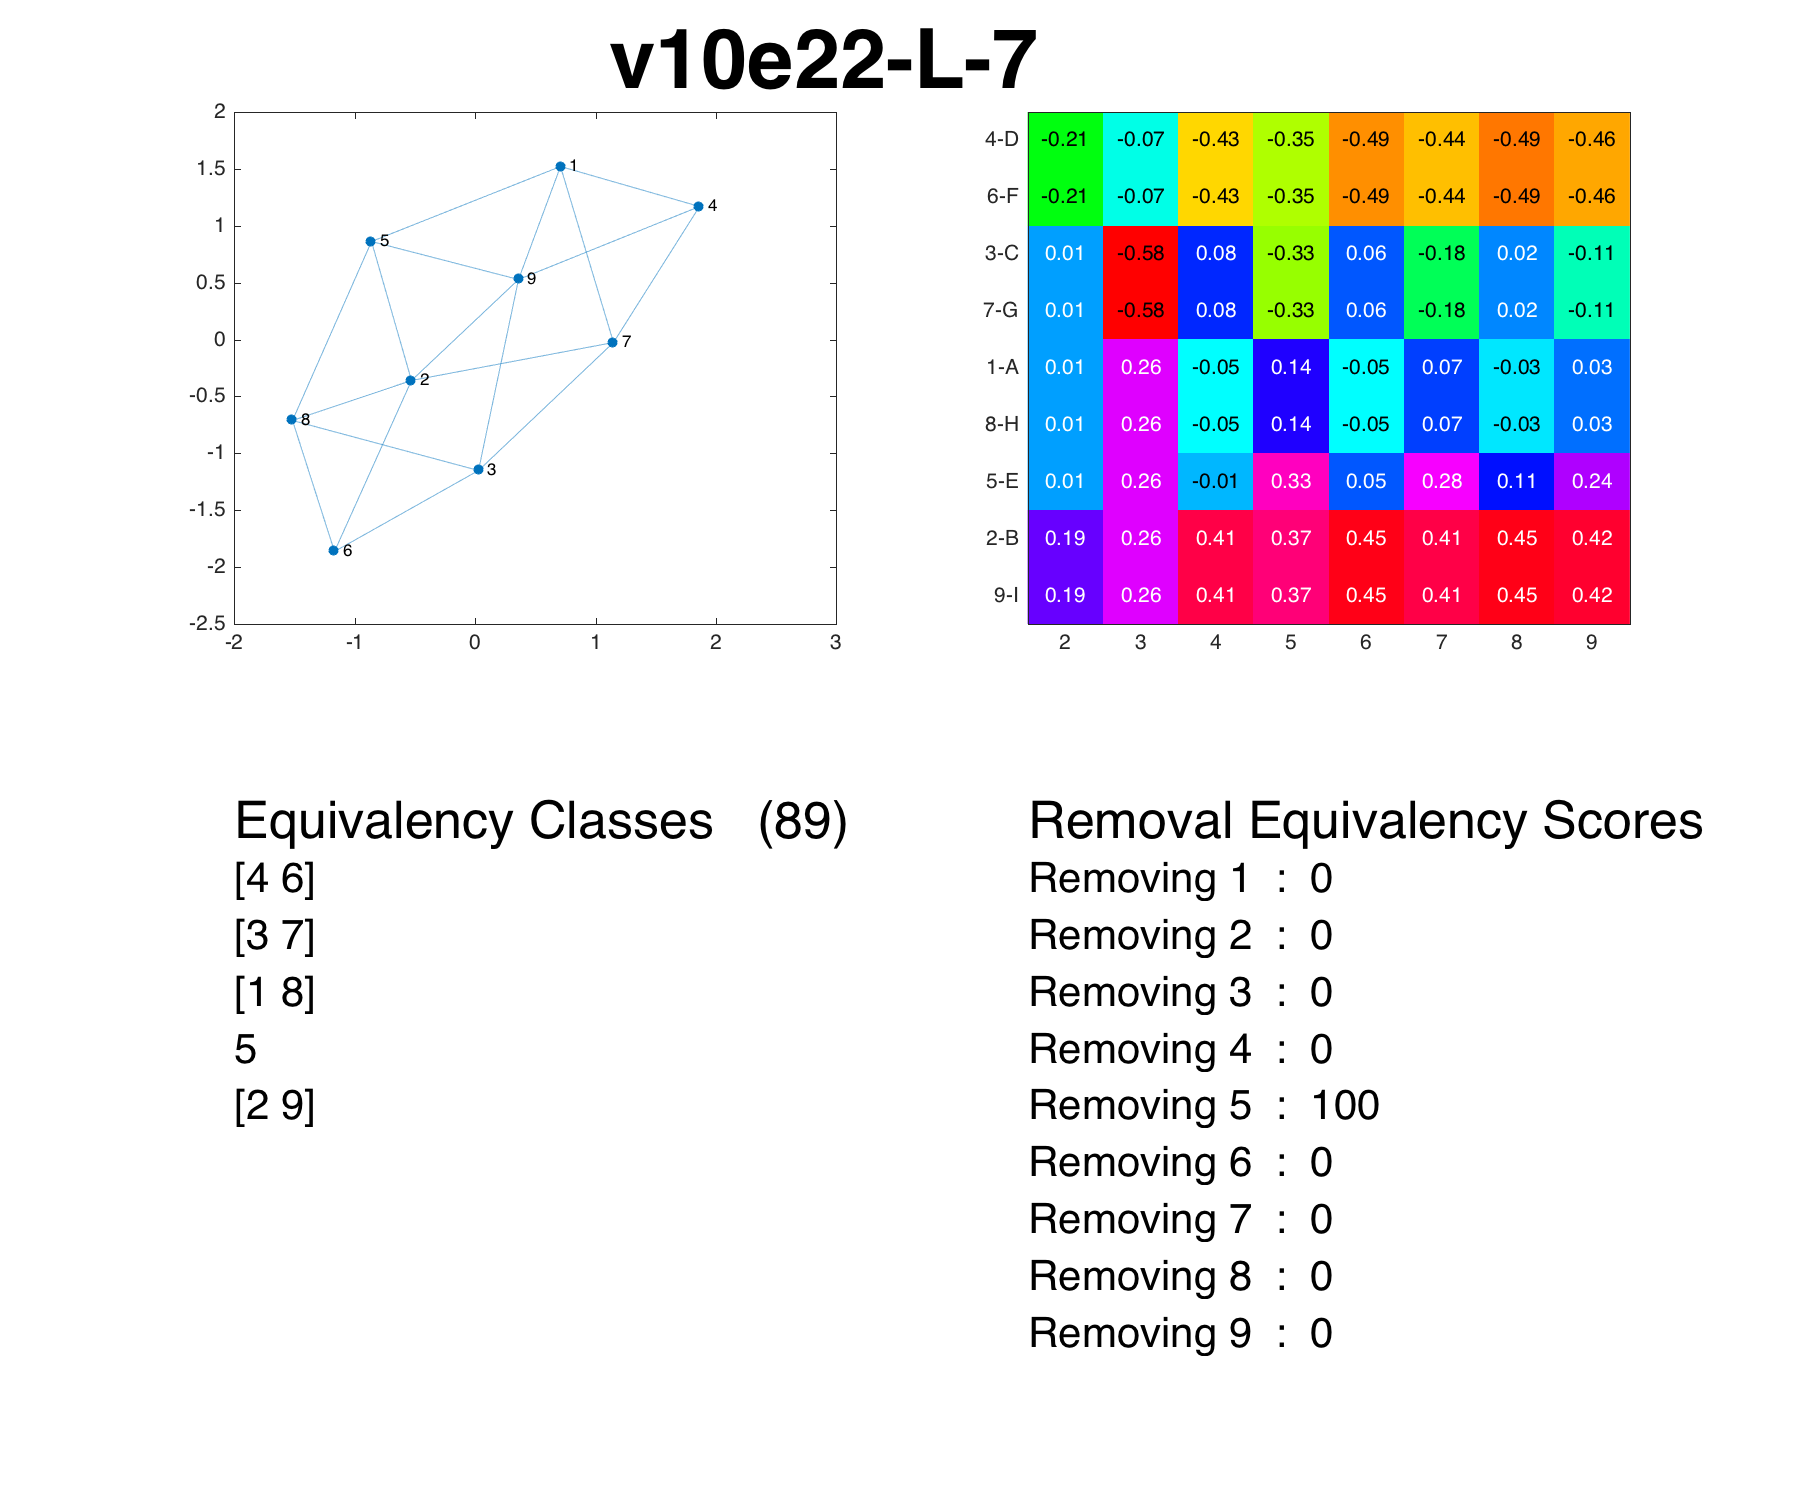 v10e22-L-7
2
1.5
1
0.5
0
-0.5
-1
-1.5
-2
-2.5
-2 -1 0 1 2 3
1
4
5
9
7
2
8
3
6
4-D -0.21 -0.07 -0.43 -0.35 -0.49 -0.44 -0.49 -0.46
6-F -0.21 -0.07 -0.43 -0.35 -0.49 -0.44 -0.49 -0.46
3-C 0.01 -0.58 0.08 -0.33 0.06 -0.18 0.02 -0.11
7-G 0.01 -0.58 0.08 -0.33 0.06 -0.18 0.02 -0.11
1-A 0.01 0.26 -0.05 0.14 -0.05 0.07 -0.03 0.03
8-H 0.01 0.26 -0.05 0.14 -0.05 0.07 -0.03 0.03
5-E 0.01 0.26 -0.01 0.33 0.05 0.28 0.11 0.24
2-B 0.19 0.26 0.41 0.37 0.45 0.41 0.45 0.42
9-I 0.19 0.26 0.41 0.37 0.45 0.41 0.45 0.42
2 3 4 5 6 7 8 9
Equivalency Classes (89)
[4 6]
[3 7]
[1 8]
5
[2 9]
Removal Equivalency Scores
Removing 1 : 0
Removing 2 : 0
Removing 3 : 0
Removing 4 : 0
Removing 5 : 100
Removing 6 : 0
Removing 7 : 0
Removing 8 : 0
Removing 9 : 0